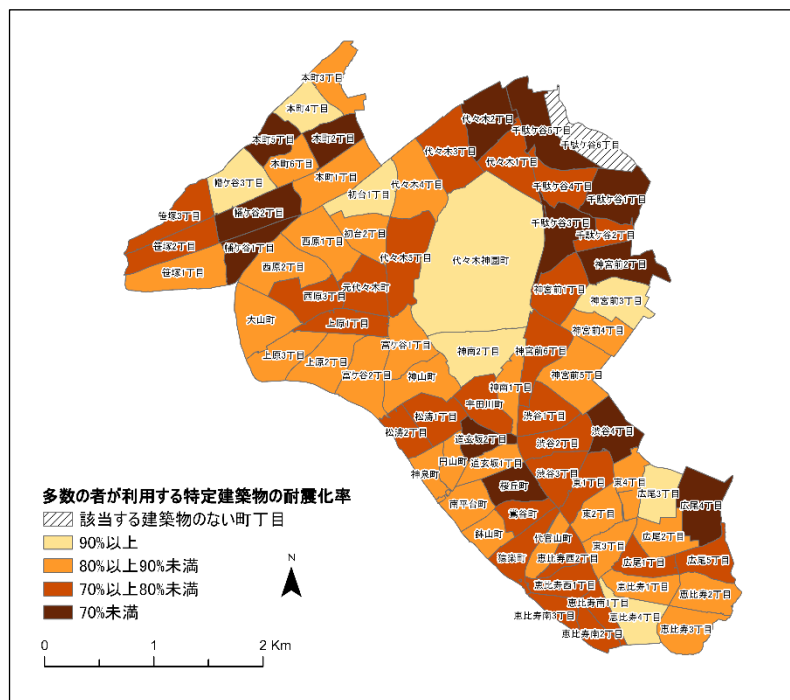 本町3丁目
本町4丁目
本町5丁目
本町2丁目
本町6丁目
本町1丁目
幡ケ谷3丁目
幡ケ谷2丁目
幡ケ谷1丁目
笹塚3丁目
笹塚2丁目
笹塚1丁目
初台1丁目
初台2丁目
代々木4丁目
代々木3丁目
代々木2丁目
代々木1丁目
代々木5丁目
千駄ケ谷5丁目
千駄ケ谷6丁目
千駄ケ谷4丁目
千駄ケ谷1丁目
千駄ケ谷3丁目
千駄ケ谷2丁目
代々木神園町
西原1丁目
西原2丁目
西原3丁目
元代々木町
大山町
上原1丁目
上原3丁目
上原2丁目
富ケ谷1丁目
富ケ谷2丁目
神山町
神南2丁目
神南1丁目
神宮前2丁目
神宮前1丁目
神宮前3丁目
神宮前4丁目
神宮前6丁目
神宮前5丁目
宇田川町
松濤1丁目
松濤2丁目
道玄坂2丁目
道玄坂1丁目
円山町
神泉町
渋谷1丁目
渋谷2丁目
渋谷4丁目
渋谷3丁目
桜丘町
南平台町
鶯谷町
鉢山町
猿楽町
代官山町
東1丁目
東4丁目
東2丁目
東3丁目
広尾3丁目
広尾4丁目
広尾2丁目
広尾1丁目
広尾5丁目
恵比寿西2丁目
恵比寿西1丁目
恵比寿1丁目
恵比寿2丁目
恵比寿南1丁目
恵比寿南3丁目
恵比寿4丁目
恵比寿南2丁目
恵比寿3丁目
多数の者が利用する特定建築物の耐震化率
該当する建築物のない町丁目
90%以上
80%以上90%未満
70%以上80%未満
70%未満
N
0 1 2 Km